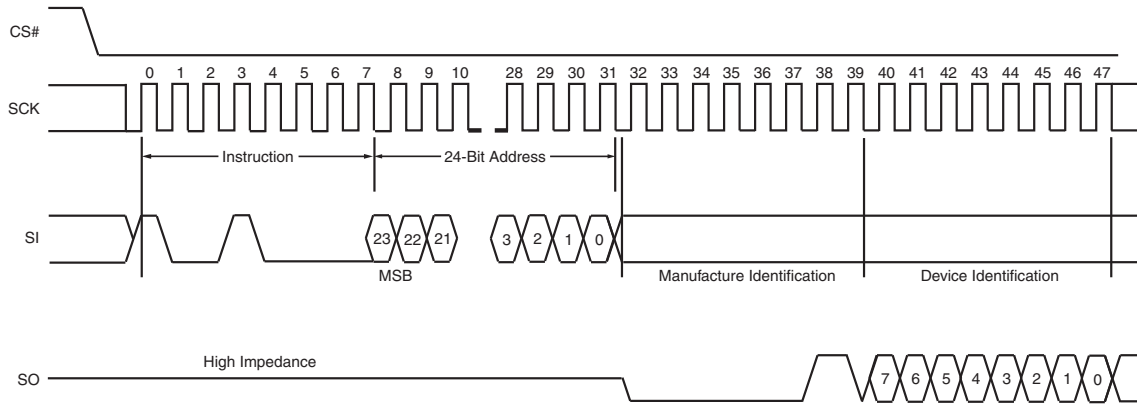 CS#
0 1 2 3 4 5 6 7 8 9 10 28 29 30 31 32 33 34 35 36 37 38 39 40 41 42 43 44 45 46 47
SCK
Instruction 24-Bit Address
SI 23 22 21 3 2 1 0
MSB Manufacture Identification Device Identification
High Impedance
SO 7 6 5 4 3 2 1 0